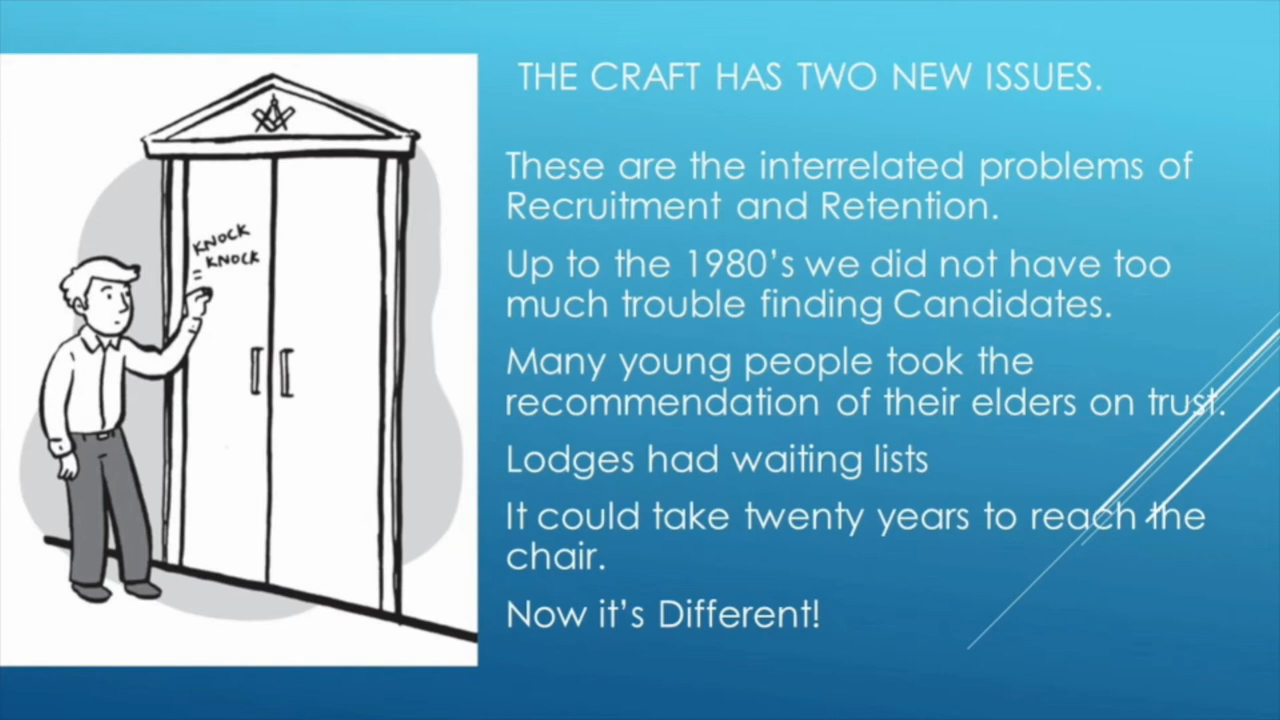 KNOCK
KNOCK
THE CRAFT HAS TWO NEW ISSUES.
These are the interrelated problems of
Recruitment and Retention.
Up to the 1980's we did not have too
much trouble finding Candidates.
Many young people took the
recommendation of their elders on trust.
Lodges had waiting lists
It could take twenty years to reach the
chair.
Now it's Different!